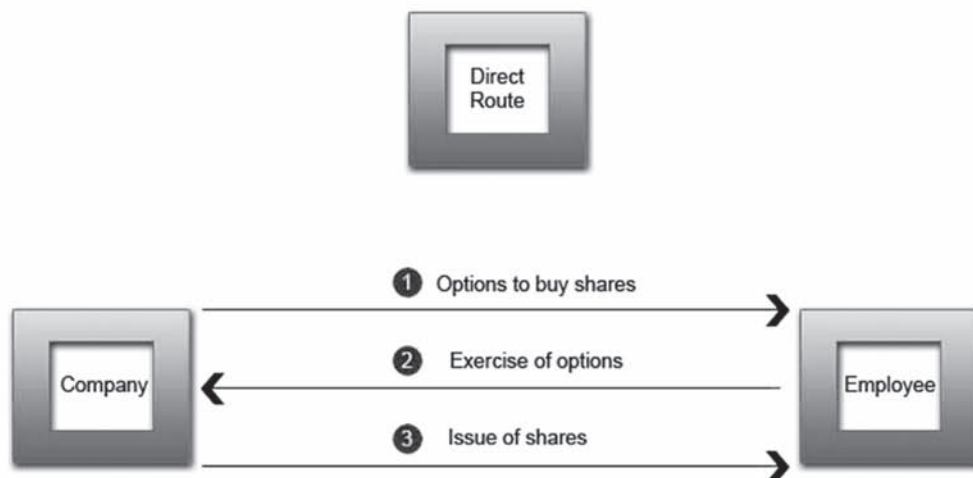 Direct
Route
1 Options to buy shares
Company
2 Exercise of options
Employee
3 Issue of shares